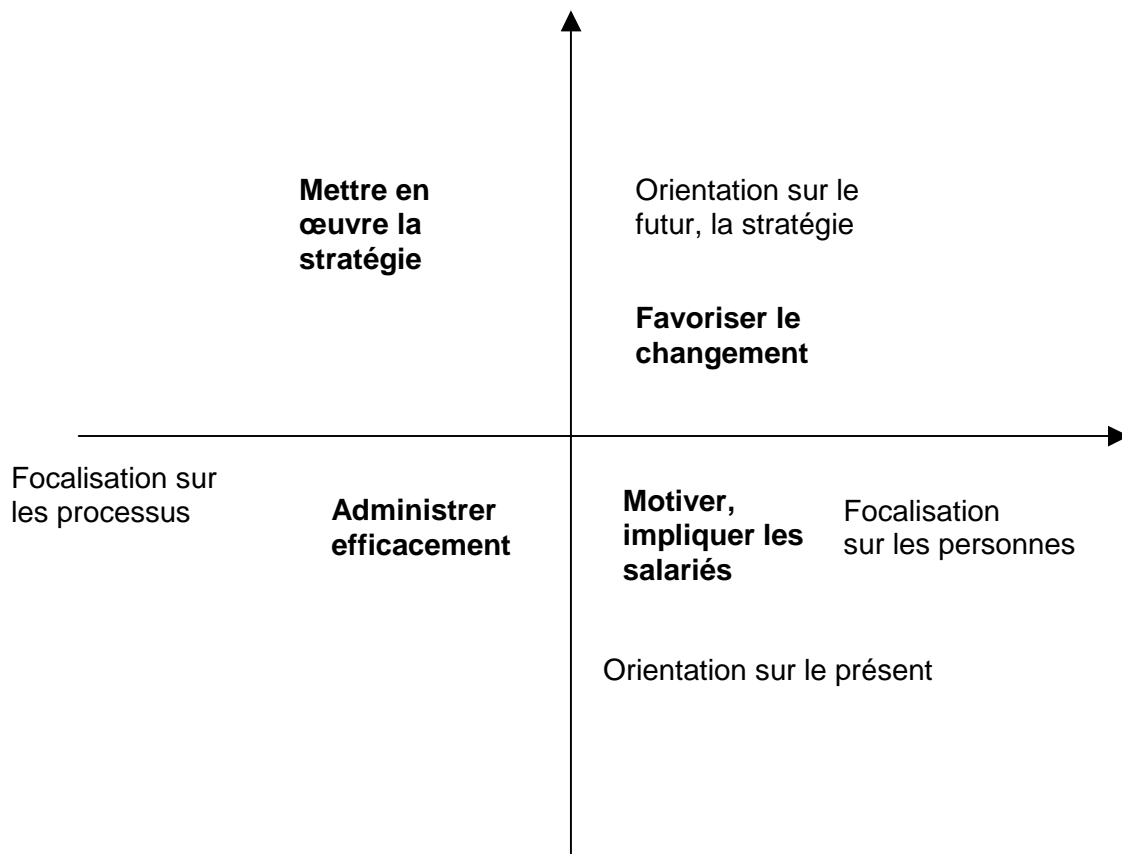 Mettre en
œuvre la
stratégie
Orientation sur le
futur, la stratégie
Favoriser le
changement
Focalisation sur
les processus
Administrer
efficacement
Motiver,
impliquer les
salariés
Focalisation
sur les personnes
Orientation sur le présent